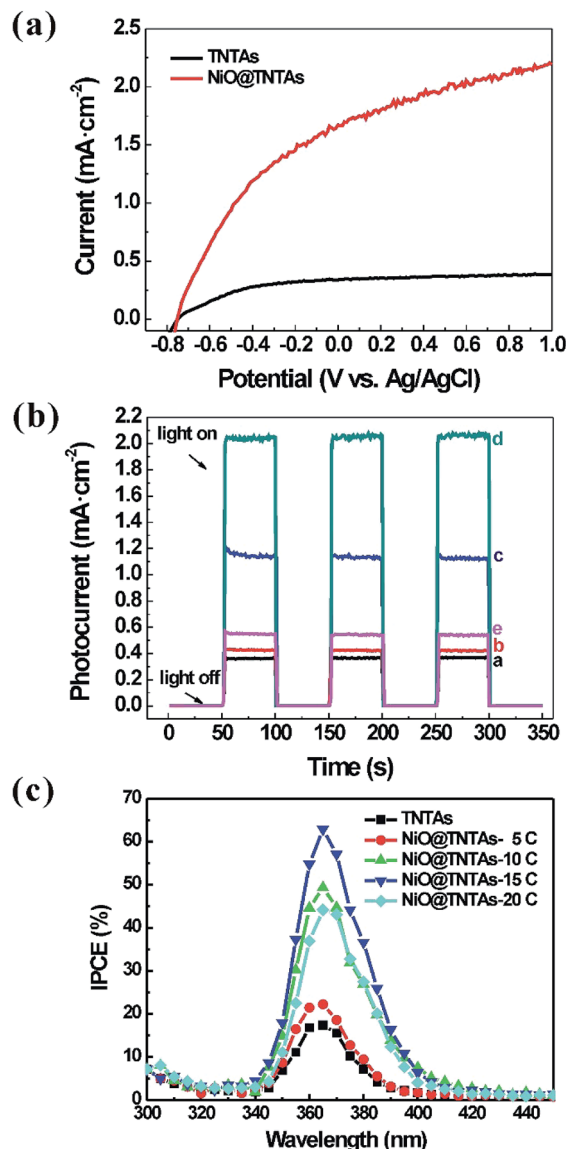 (a)
TNTAs
NiO@TNTAs
2.5
2.0
1.5
1.0
0.5
0.0
Current (mA·cm-2)
-0.8 -0.6 -0.4 -0.2 0.0 0.2 0.4 0.6 0.8 1.0
Potential (V vs. Ag/AgCl)
(b)
2.2
2.0
1.8
1.6
1.4
1.2
1.0
0.8
0.6
0.4
0.2
0.0
Photocurrent (mA·cm-2)
light on
light off
d
c
e
b
a
0 50 100 150 200 250 300 350
Time (s)
(c)
70
60
50
40
30
20
10
0
IPCE (%)
TNTAs
NiO@TNTAs- 5 C
NiO@TNTAs-10 C
NiO@TNTAs-15 C
NiO@TNTAs-20 C
300 320 340 360 380 400 420 440
Wavelength (nm)